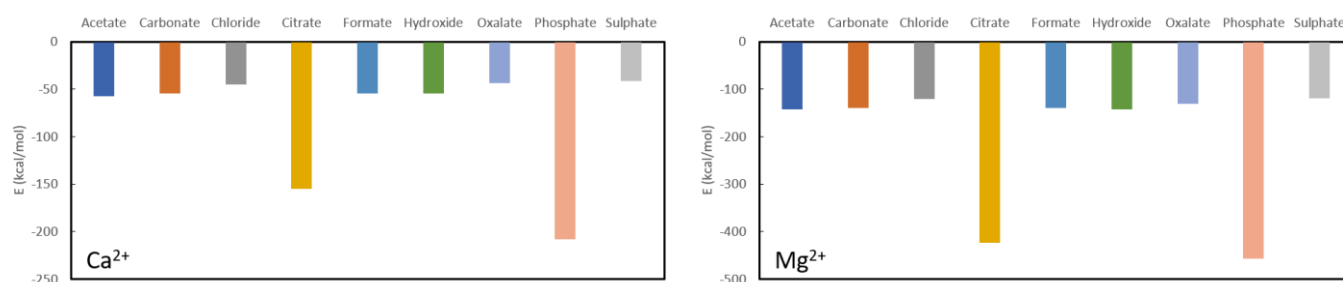 Acetate Carbonate Chloride Citrate Formate Hydroxide Oxalate Phosphate Sulphate
0
-50
-100
-150
-200
-250
E (kcal/mol)
Ca²⁺
Acetate Carbonate Chloride Citrate Formate Hydroxide Oxalate Phosphate Sulphate
0
-100
-200
-300
-400
-500
E (kcal/mol)
Mg²⁺